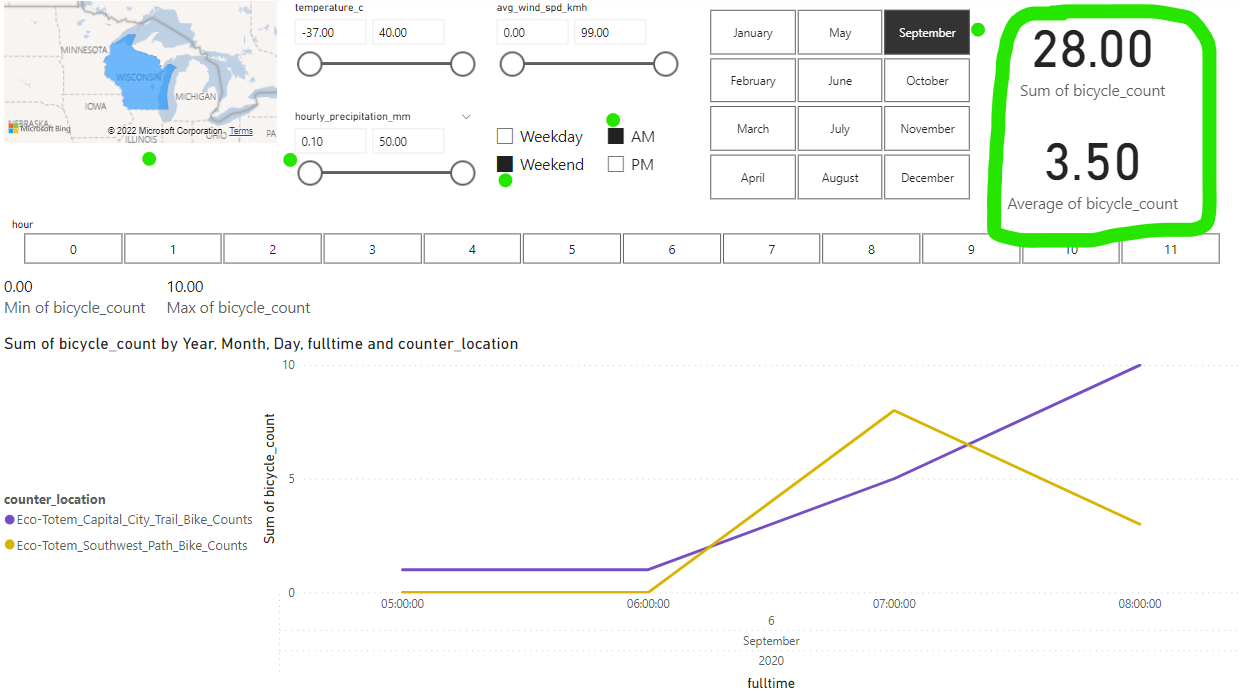 MINNESOTA
WISCONSIN
MICHIGAN
IOWA
NEBRASKA
Microsoft Bing
© 2022 Microsoft Corporation Terms
PA
ILLINOIS
OHIO
temperature_c
-37.00 40.00
avg_wind_spd_kmh
0.00 99.00
hourly_precipitation_mm
0.10 50.00
Weekday
Weekend
AM
PM
January May September
February June October
March July November
April August December
28.00
Sum of bicycle_count
3.50
Average of bicycle_count
hour
0 1 2 3 4 5 6 7 8 9 10 11
0.00
Min of bicycle_count
10.00
Max of bicycle_count
Sum of bicycle_count by Year, Month, Day, fulltime and counter_location
counter_location
Eco-Totem_Capital_City_Trail_Bike_Counts
Eco-Totem_Southwest_Path_Bike_Counts
Sum of bicycle_count
10
5
0
05:00:00 06:00:00 07:00:00 08:00:00
6
September
2020
fulltime